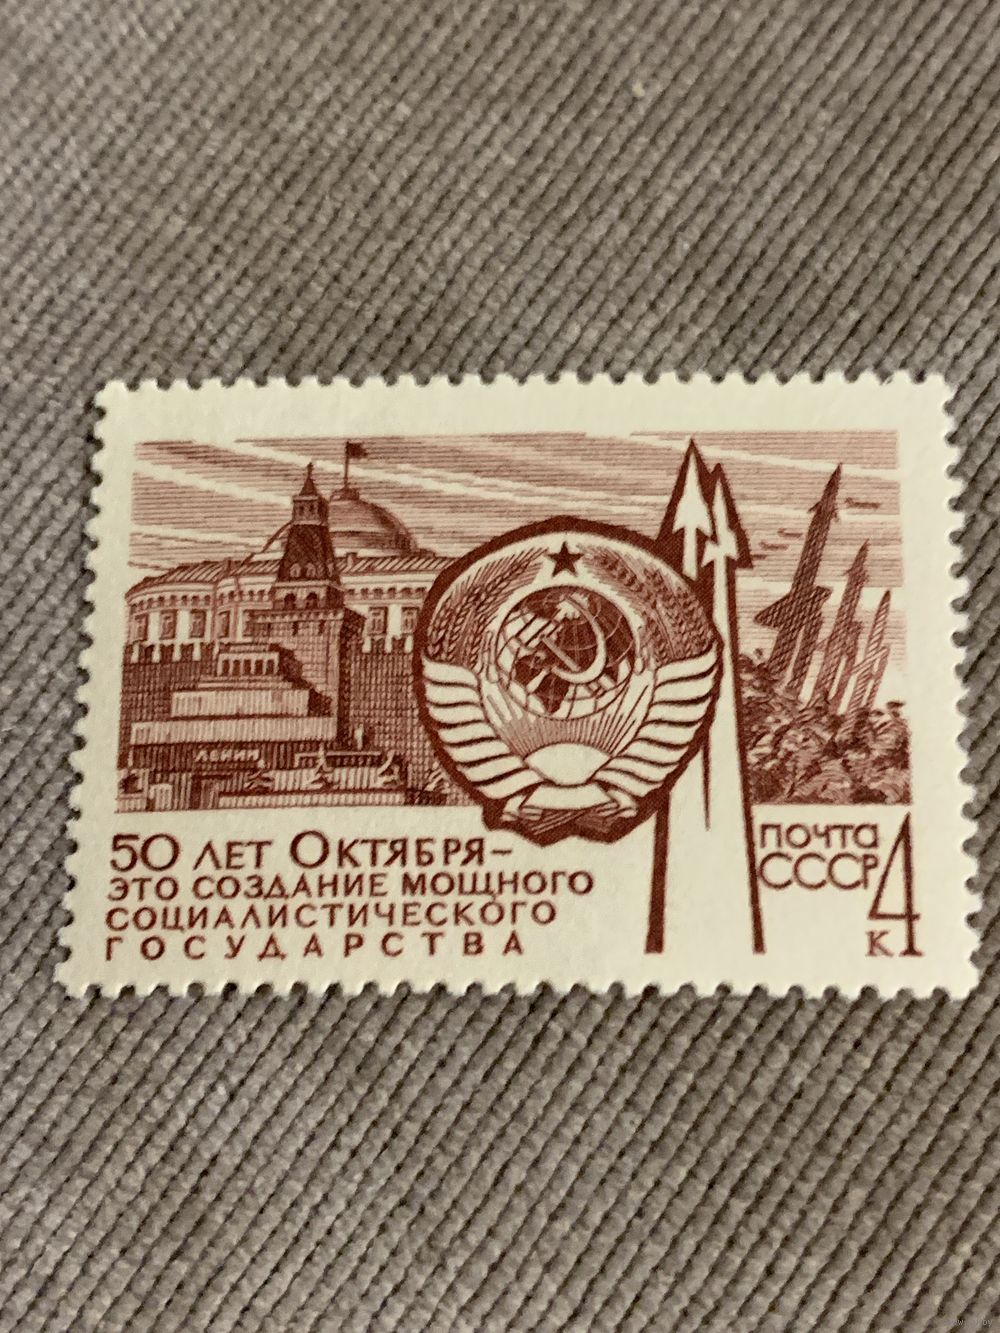 ЛЕНИН
50 ЛЕТ ОКТЯБРЯ –
ЭТО СОЗДАНИЕ МОЩНОГО
СОЦИАЛИСТИЧЕСКОГО
ГОСУДАРСТВА
ПОЧТА
СССР
4
К